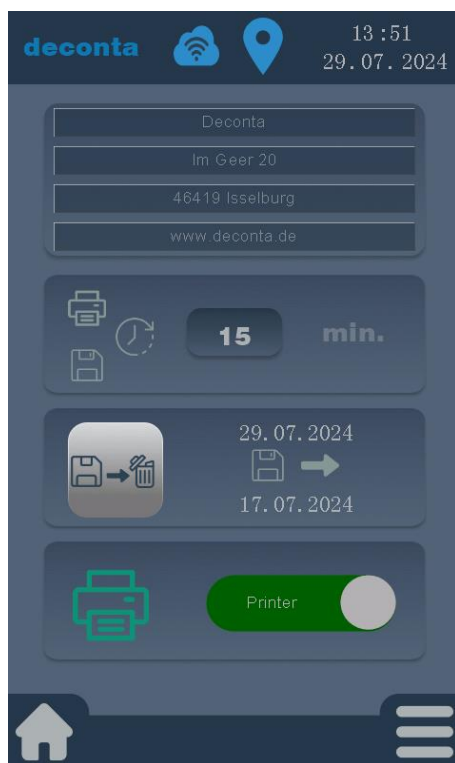 deconta
13:51
29.07.2024
Deconta
Im Geer 20
46419 Isselburg
www.deconta.de
15 min.
29.07.2024
17.07.2024
Printer